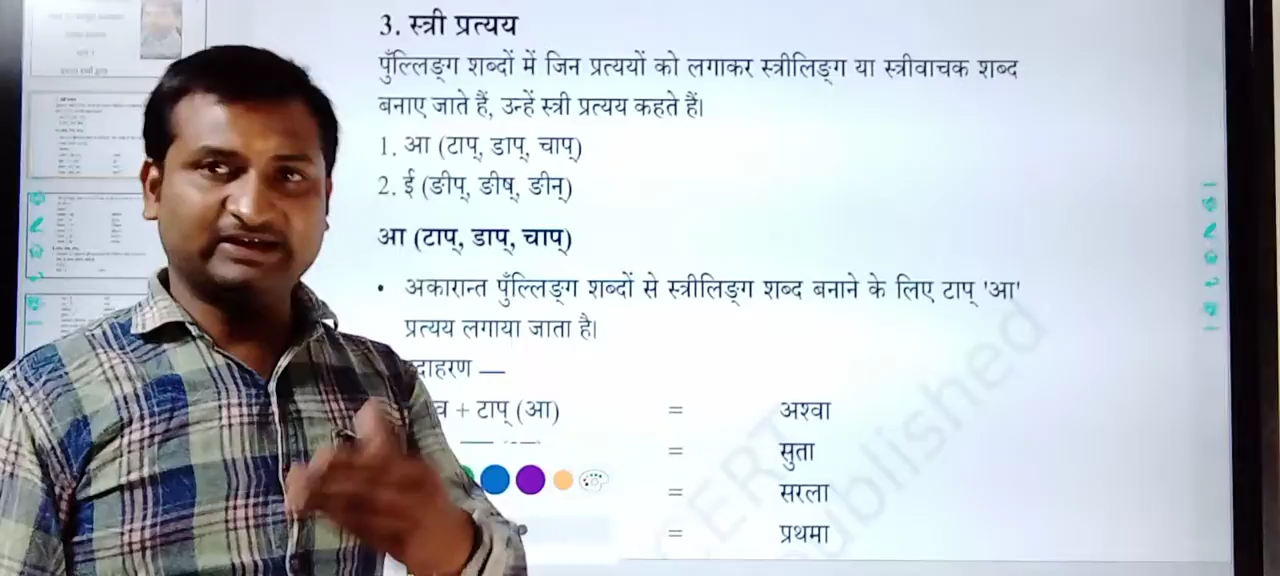 3. स्त्री प्रत्यय
पुँल्लिङ्ग शब्दों में जिन प्रत्ययों को लगाकर स्त्रीलिङ्ग या स्त्रीवाचक शब्द
बनाए जाते हैं, उन्हें स्त्री प्रत्यय कहते हैं।
1. आ (टाप्, डाप्, चाप्)
2. ई (ङीप्, ङीष्, ङीन्)
आ (टाप्, डाप्, चाप्)
• अकारान्त पुँल्लिङ्ग शब्दों से स्त्रीलिङ्ग शब्द बनाने के लिए टाप् 'आ'
प्रत्यय लगाया जाता है।
दाहरण —
व + टाप् (आ) = अश्वा
= सुता
= सरला
= प्रथमा